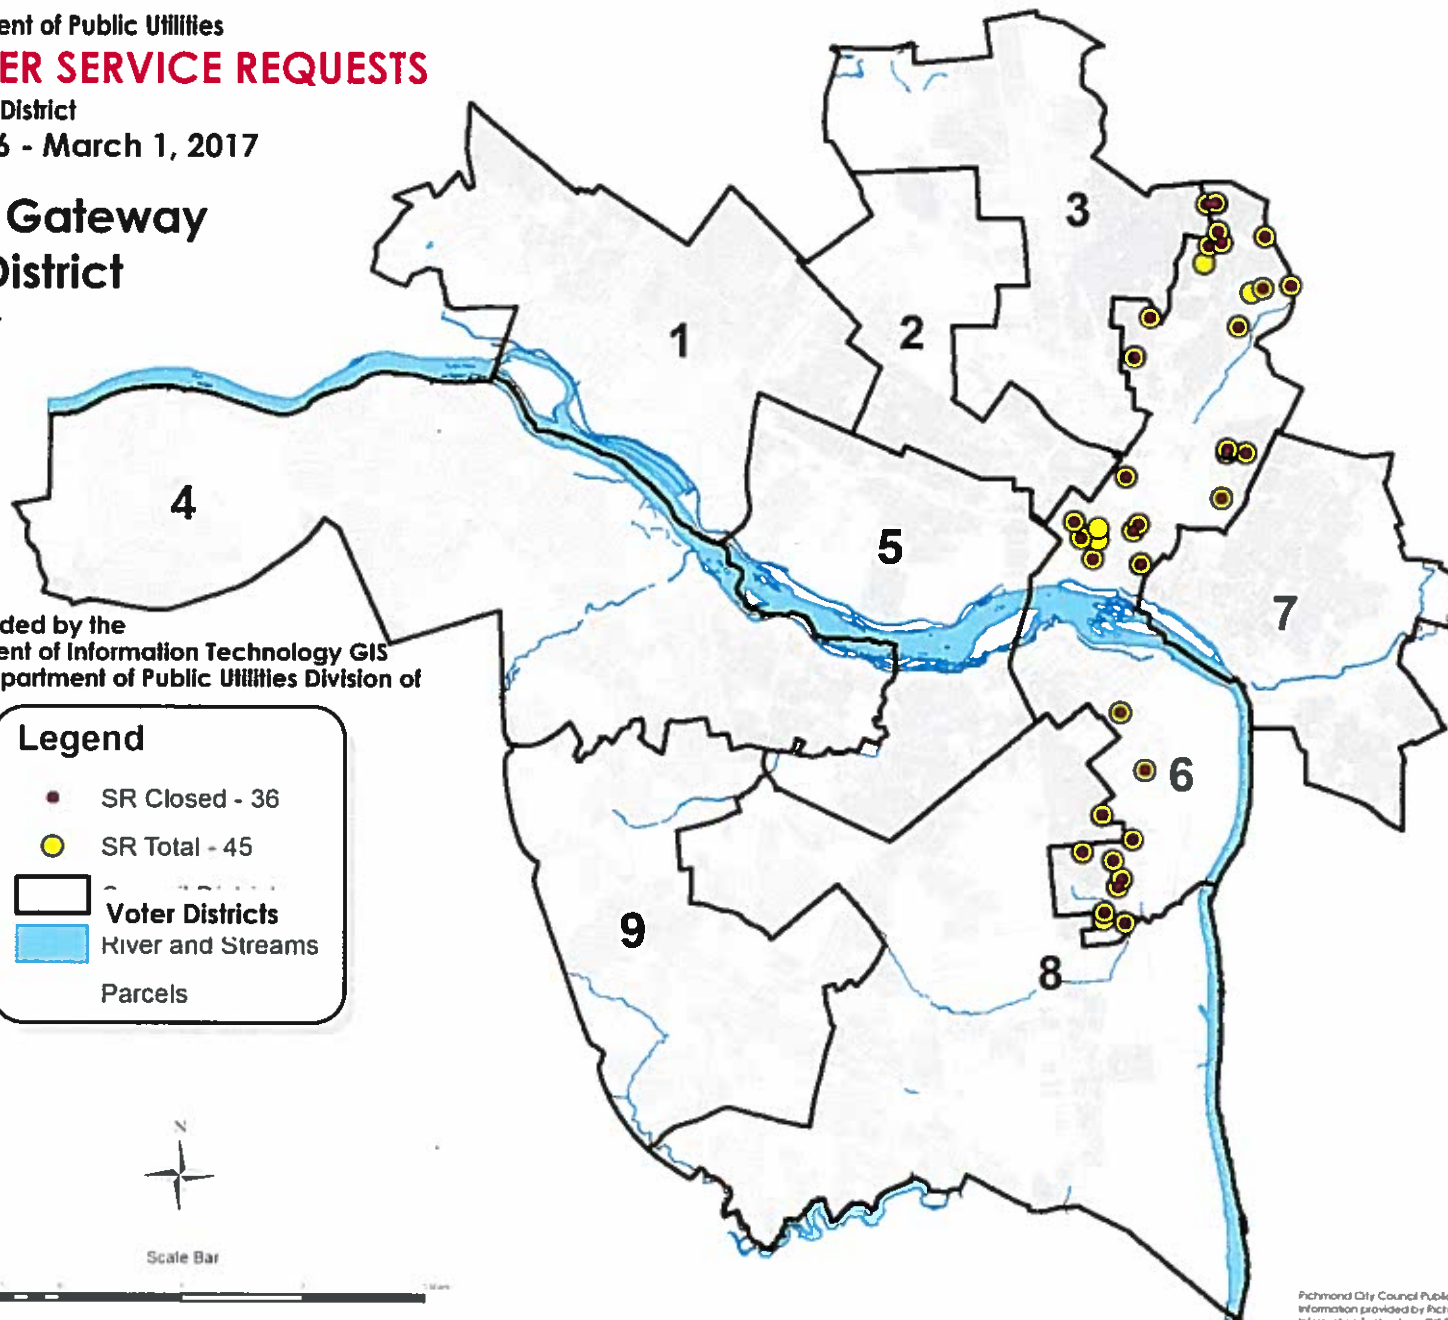 ent of Public Utilities
ER SERVICE REQUESTS
District
6 - March 1, 2017
Gateway
District
3
1
2
4
5
7
ded by the
ent of Information Technology GIS
partment of Public Utilities Division of
Legend
SR Closed - 36
SR Total - 45
Voter Districts
River and Streams
Parcels
6
9
8
N
Scale Bar
Richmond City Council Public
Information provided by Rich